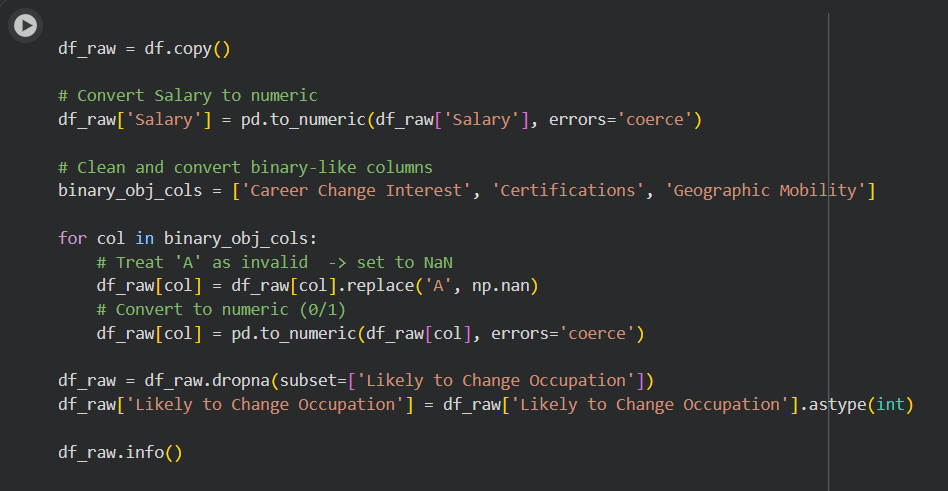 df_raw = df.copy()
# Convert Salary to numeric
df_raw['Salary'] = pd.to_numeric(df_raw['Salary'], errors='coerce')
# Clean and convert binary-like columns
binary_obj_cols = ['Career Change Interest', 'Certifications', 'Geographic Mobility']
for col in binary_obj_cols:
    # Treat 'A' as invalid  -> set to NaN
    df_raw[col] = df_raw[col].replace('A', np.nan)
    # Convert to numeric (0/1)
    df_raw[col] = pd.to_numeric(df_raw[col], errors='coerce')
df_raw = df_raw.dropna(subset=['Likely to Change Occupation'])
df_raw['Likely to Change Occupation'] = df_raw['Likely to Change Occupation'].astype(int)
df_raw.info()